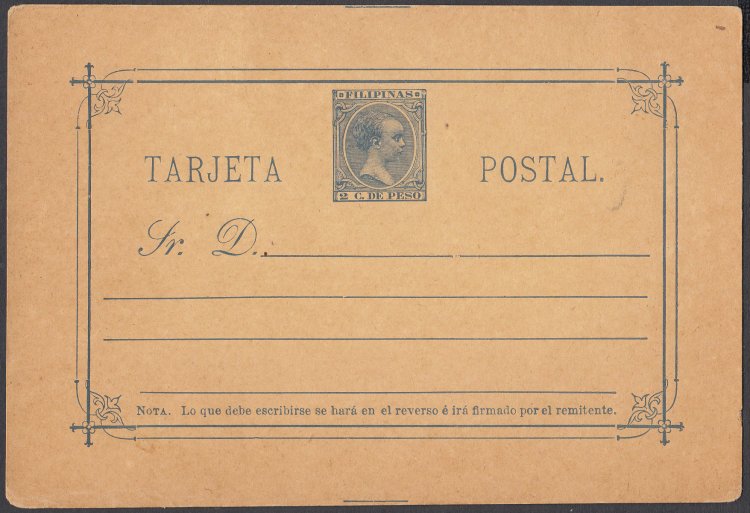 FILIPINAS
TARJETA POSTAL.
2 C. DE PESO
Sr. D.
NOTA. Lo que debe escribirse se hará en el reverso é irá firmado por el remitente.